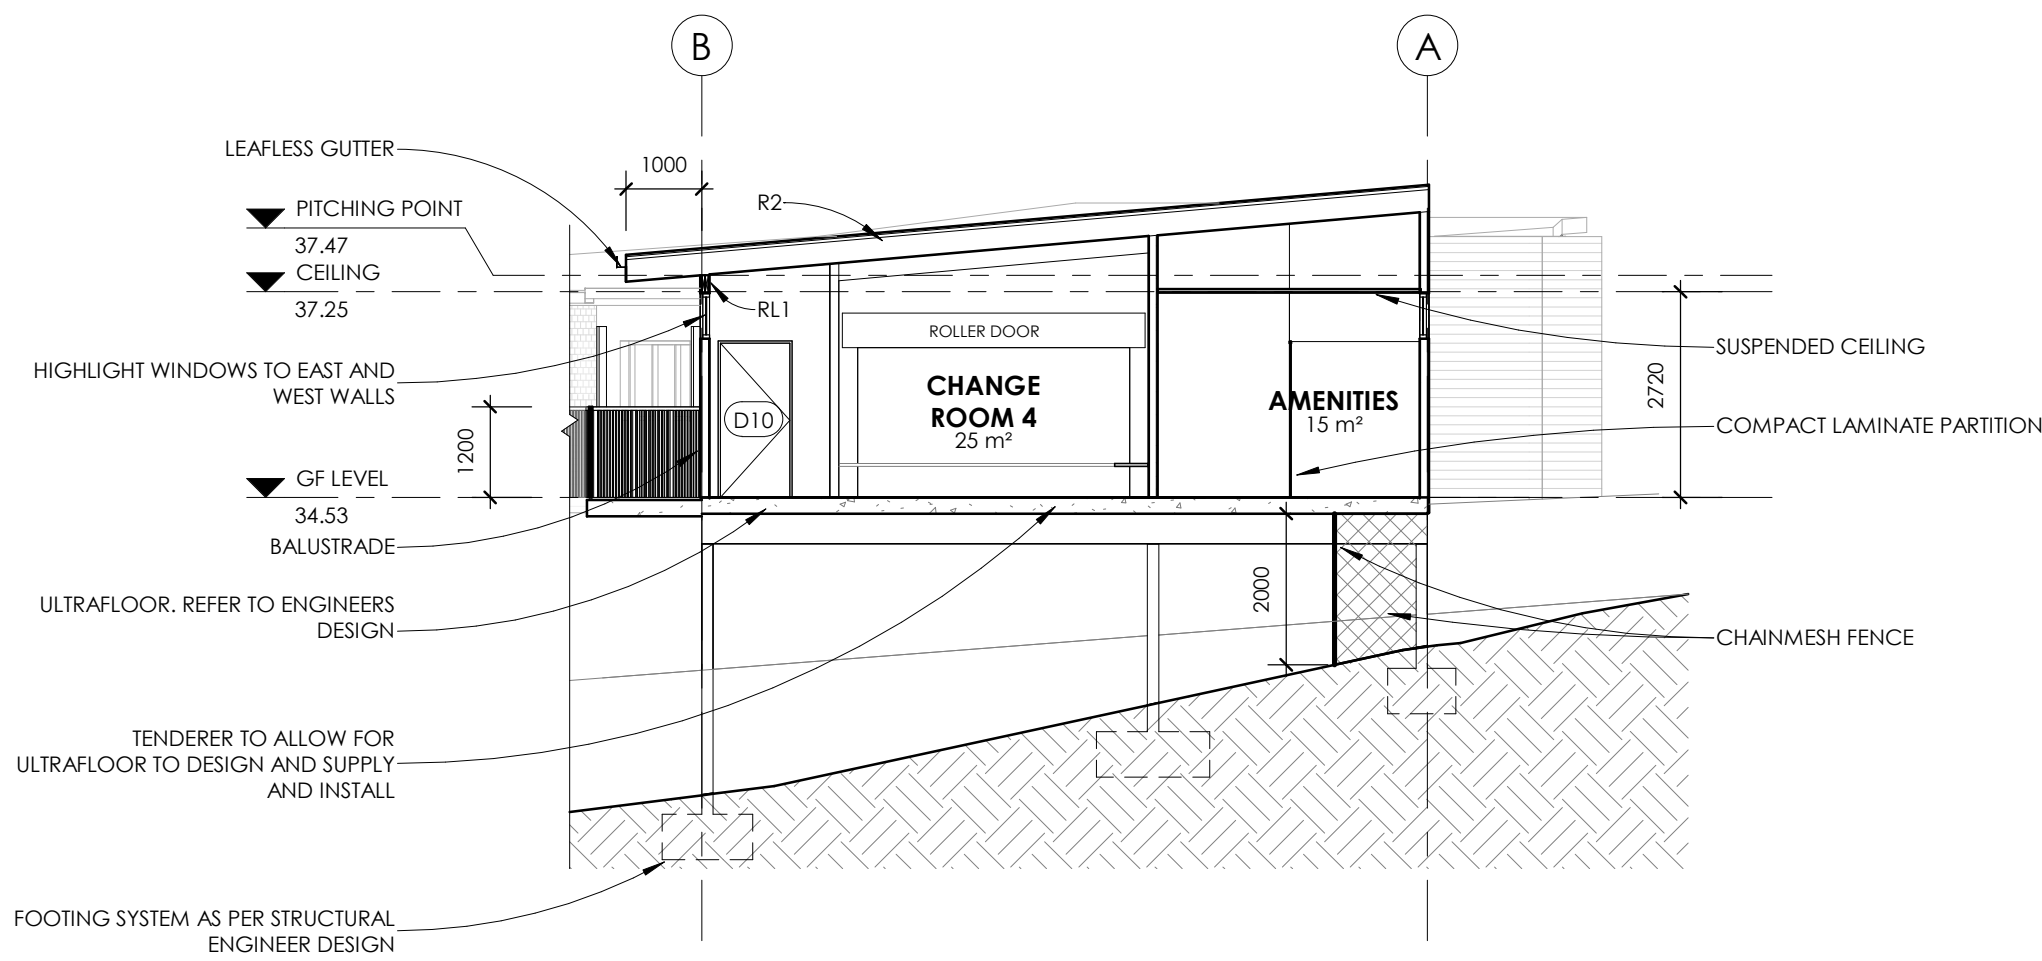 B
A
LEAFLESS GUTTER
1000
PITCHING POINT
37.47
R2
CEILING
37.25
RL1
ROLLER DOOR
SUSPENDED CEILING
HIGHLIGHT WINDOWS TO EAST AND
WEST WALLS
CHANGE
ROOM 4
25 m²
AMENITIES
15 m²
2720
D10
COMPACT LAMINATE PARTITION
1200
GF LEVEL
34.53
BALUSTRADE
ULTRAFLOOR. REFER TO ENGINEERS
DESIGN
2000
CHAINMESH FENCE
TENDERER TO ALLOW FOR
ULTRAFLOOR TO DESIGN AND SUPPLY
AND INSTALL
FOOTING SYSTEM AS PER STRUCTURAL
ENGINEER DESIGN